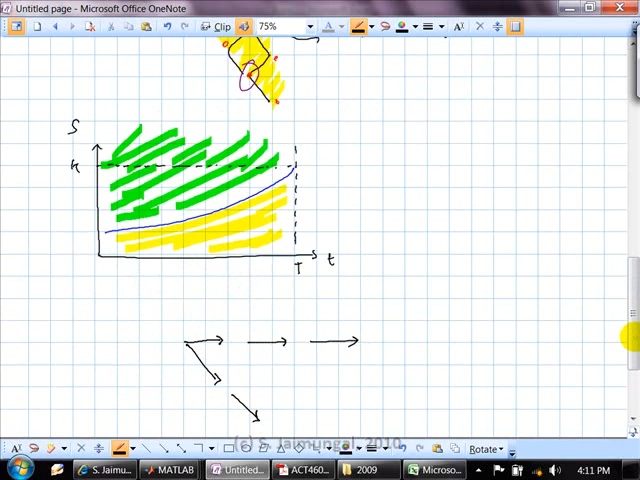 Untitled page - Microsoft Office OneNote
Clip
75%
S
K
T
t
(c) S. Jaimungal, 2010
Rotate
S. Jaimu...
MATLAB
Untitled...
ACT460...
2009
Microso...
4:11 PM